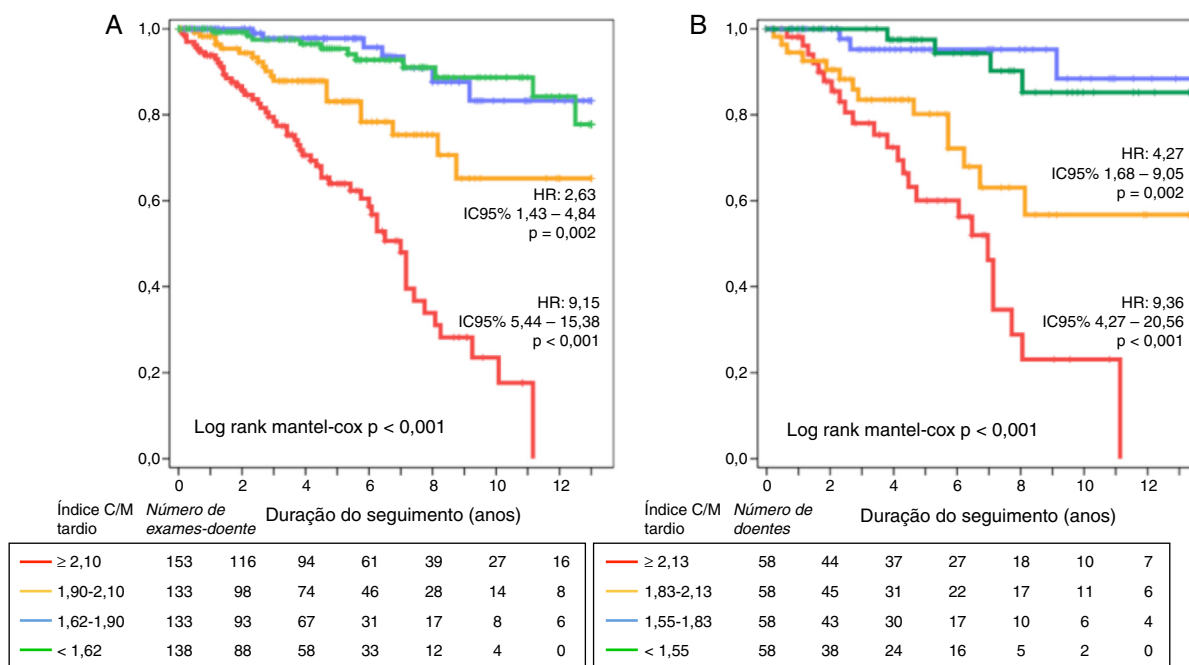 A
1,0
0,8
0,6
0,4
0,2
0,0
HR: 2,63
IC95% 1,43 – 4,84
p = 0,002
HR: 9,15
IC95% 5,44 – 15,38
p < 0,001
Log rank mantel-cox p < 0,001
0 2 4 6 8 10 12
Duração do seguimento (anos)
Índice C/M tardio
Número de exames-doente
≥ 2,10 153 116 94 61 39 27 16
1,90-2,10 133 98 74 46 28 14 8
1,62-1,90 133 93 67 31 17 8 6
< 1,62 138 88 58 33 12 4 0
B
1,0
0,8
0,6
0,4
0,2
0,0
HR: 4,27
IC95% 1,68 – 9,05
p = 0,002
HR: 9,36
IC95% 4,27 – 20,56
p < 0,001
Log rank mantel-cox p < 0,001
0 2 4 6 8 10 12
Duração do seguimento (anos)
Índice C/M tardio
Número de doentes
≥ 2,13 58 44 37 27 18 10 7
1,83-2,13 58 45 31 22 17 11 6
1,55-1,83 58 43 30 17 10 6 4
< 1,55 58 38 24 16 5 2 0